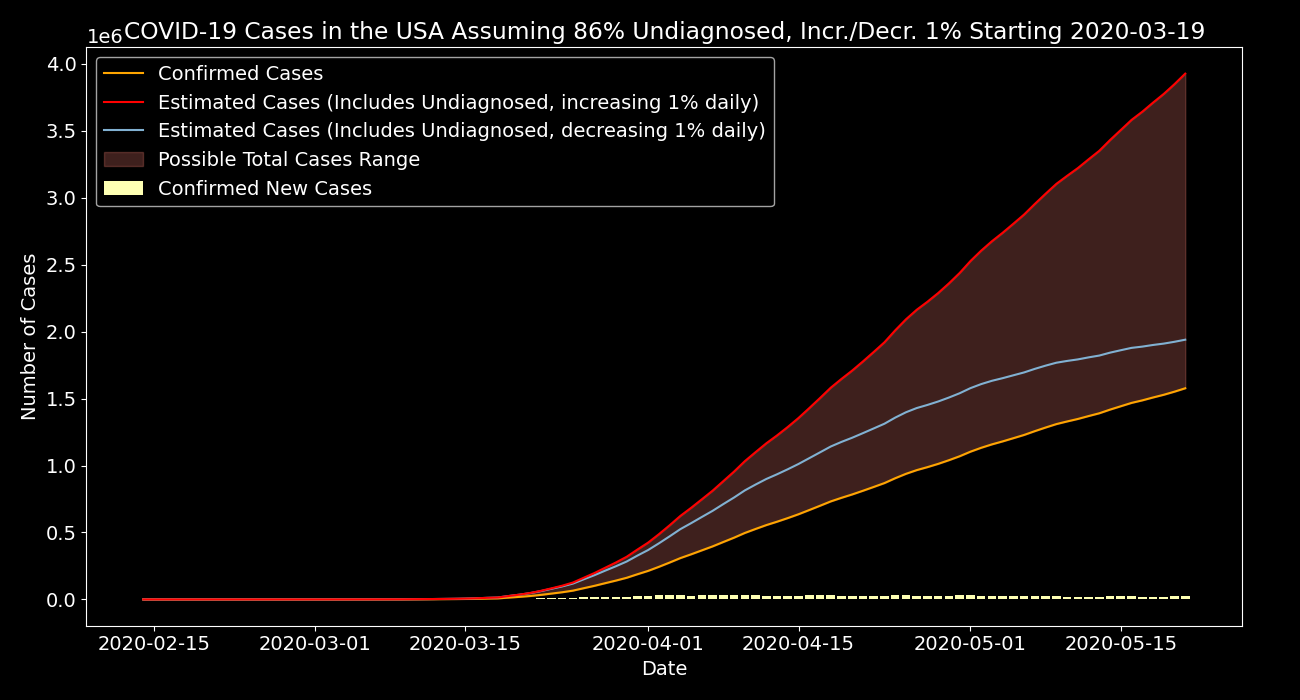 COVID-19 Cases in the USA Assuming 86% Undiagnosed, Incr./Decr. 1% Starting 2020-03-19
1e6
Confirmed Cases
Estimated Cases (Includes Undiagnosed, increasing 1% daily)
Estimated Cases (Includes Undiagnosed, decreasing 1% daily)
Possible Total Cases Range
Confirmed New Cases
Number of Cases
4.0
3.5
3.0
2.5
2.0
1.5
1.0
0.5
0.0
2020-02-15 2020-03-01 2020-03-15 2020-04-01 2020-04-15 2020-05-01 2020-05-15
Date